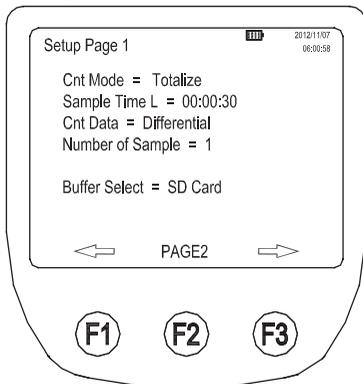 2012/11/07
Setup Page 1
06:00:58
Cnt Mode = Totalize
Sample Time L = 00:00:30
Cnt Data = Differential
Number of Sample = 1
Buffer Select = SD Card
PAGE2
F1 F2 F3